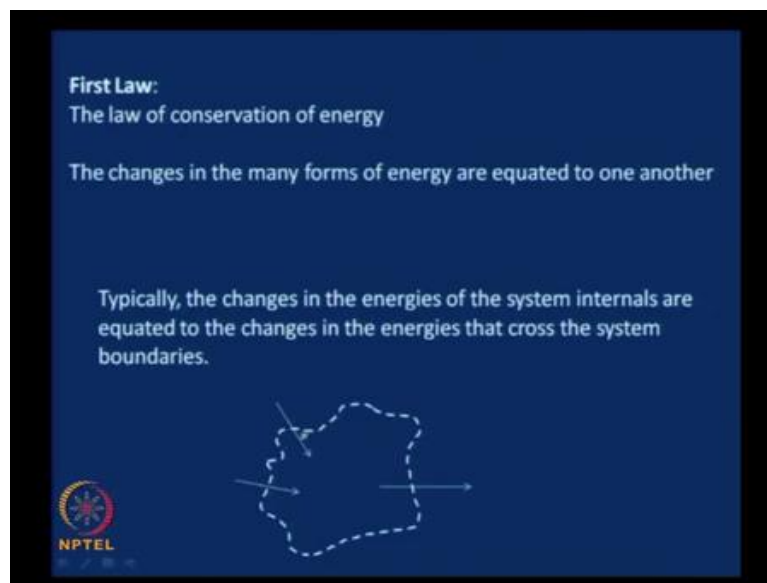 First Law:
The law of conservation of energy
The changes in the many forms of energy are equated to one another
Typically, the changes in the energies of the system internals are
equated to the changes in the energies that cross the system
boundaries.
NPTEL